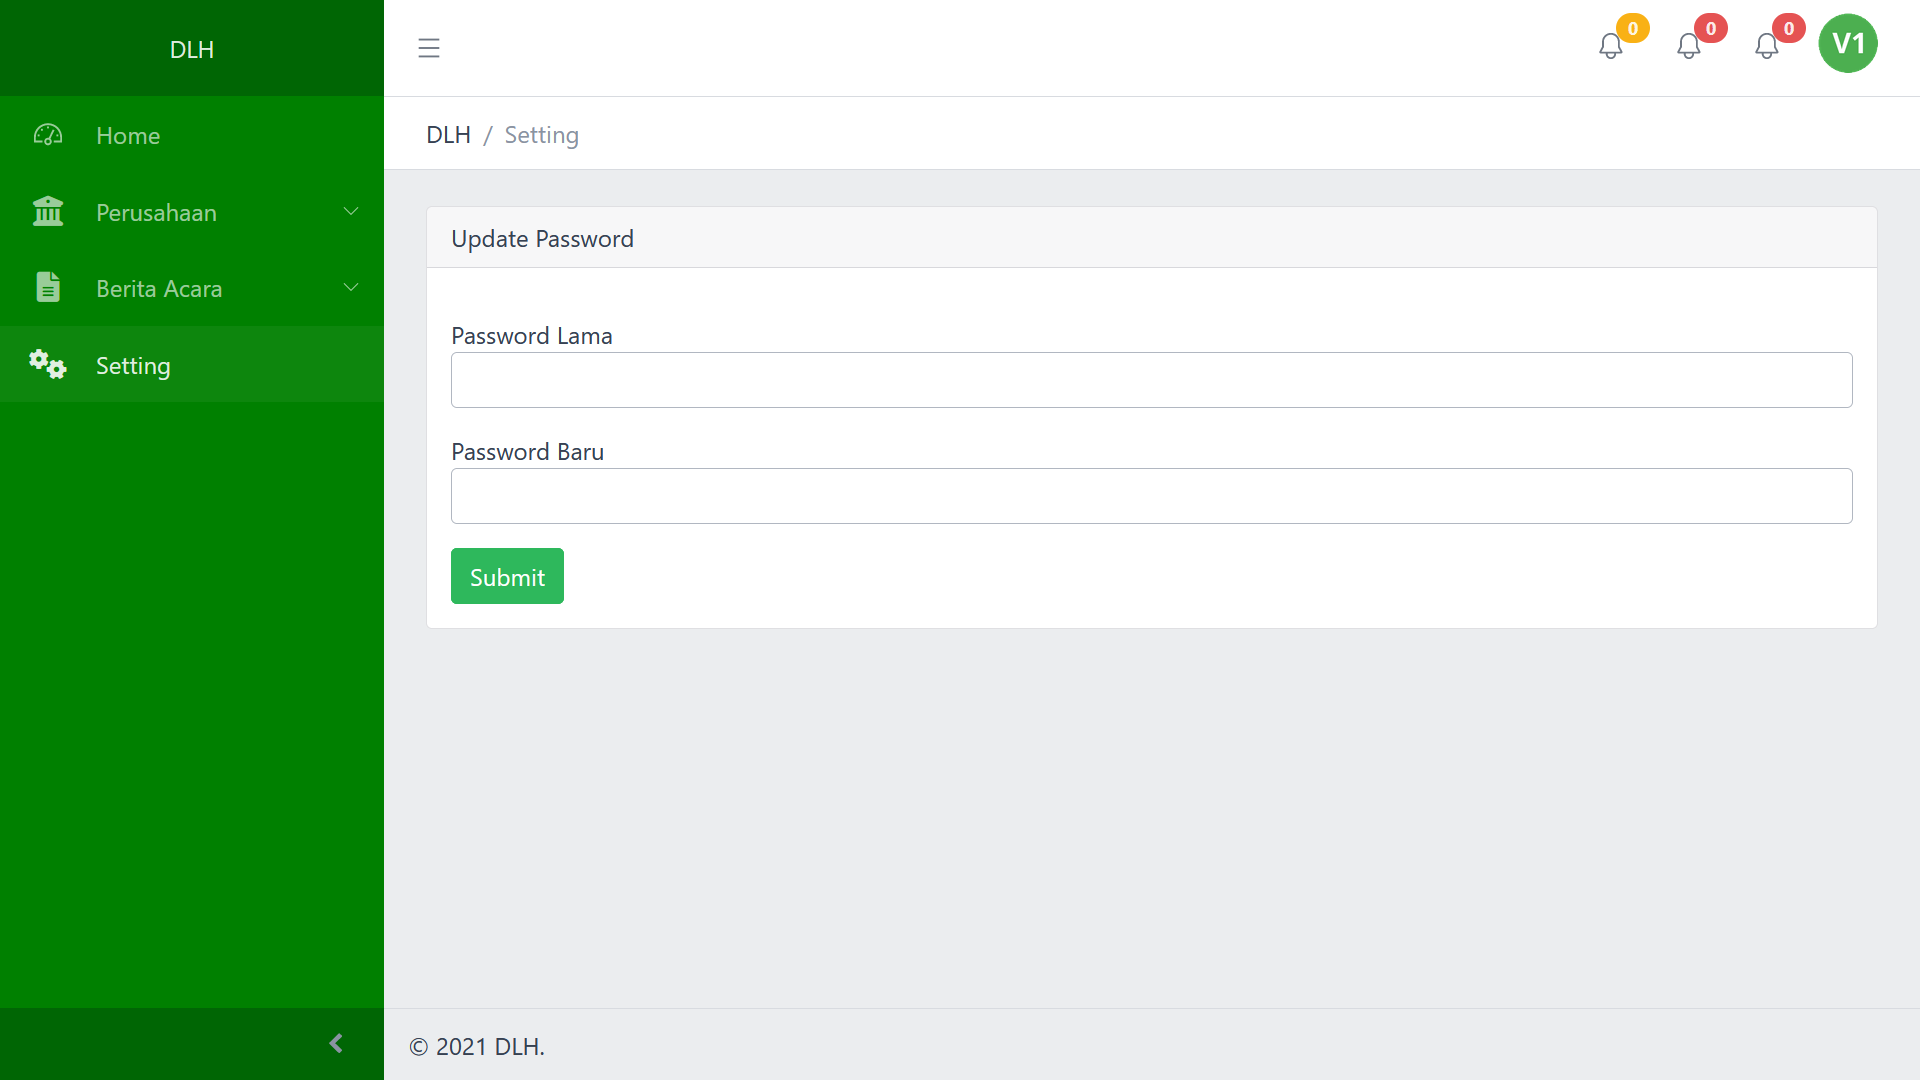 DLH
0
0
0
V1
Home
Perusahaan
Berita Acara
Setting
DLH / Setting
Update Password
Password Lama
Password Baru
Submit
© 2021 DLH.